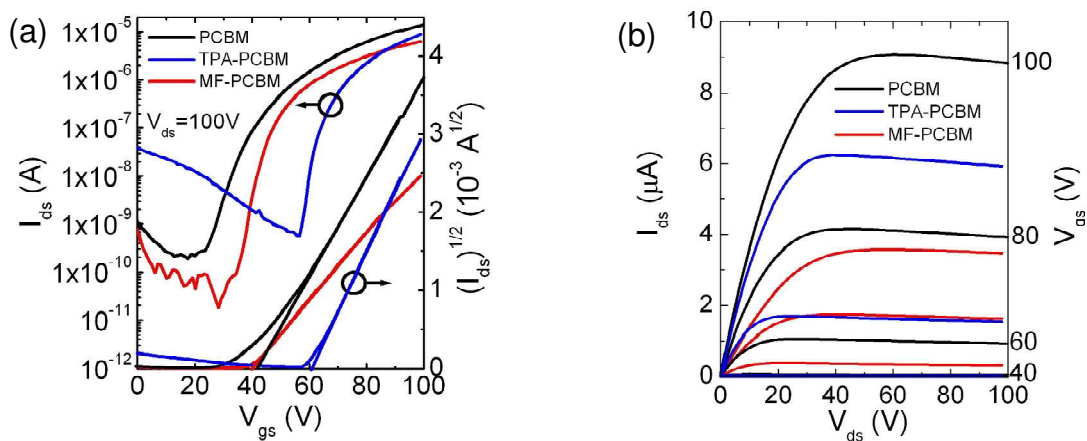 (a)
I_ds (A)
1x10^-5
1x10^-6
1x10^-7
1x10^-8
1x10^-9
1x10^-10
1x10^-11
1x10^-12
PCBM
TPA-PCBM
MF-PCBM
V_ds=100V
0 20 40 60 80 100
V_gs (V)
4
3
2
1
0
(I_ds)^1/2 (10^-3 A^1/2)
(b)
I_ds (μA)
10
8
6
4
2
0
PCBM
TPA-PCBM
MF-PCBM
0 20 40 60 80 100
V_ds (V)
100
80
60
40
V_gs (V)